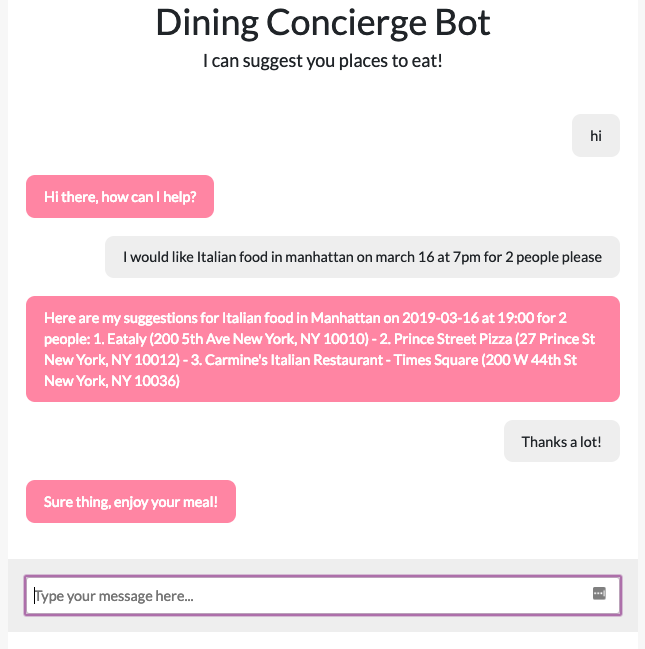 Dining Concierge Bot
I can suggest you places to eat!
hi
Hi there, how can I help?
I would like Italian food in manhattan on march 16 at 7pm for 2 people please
Here are my suggestions for Italian food in Manhattan on 2019-03-16 at 19:00 for 2
people: 1. Eataly (200 5th Ave New York, NY 10010) - 2. Prince Street Pizza (27 Prince St
New York, NY 10012) - 3. Carmine's Italian Restaurant - Times Square (200 W 44th St
New York, NY 10036)
Thanks a lot!
Sure thing, enjoy your meal!
Type your message here...